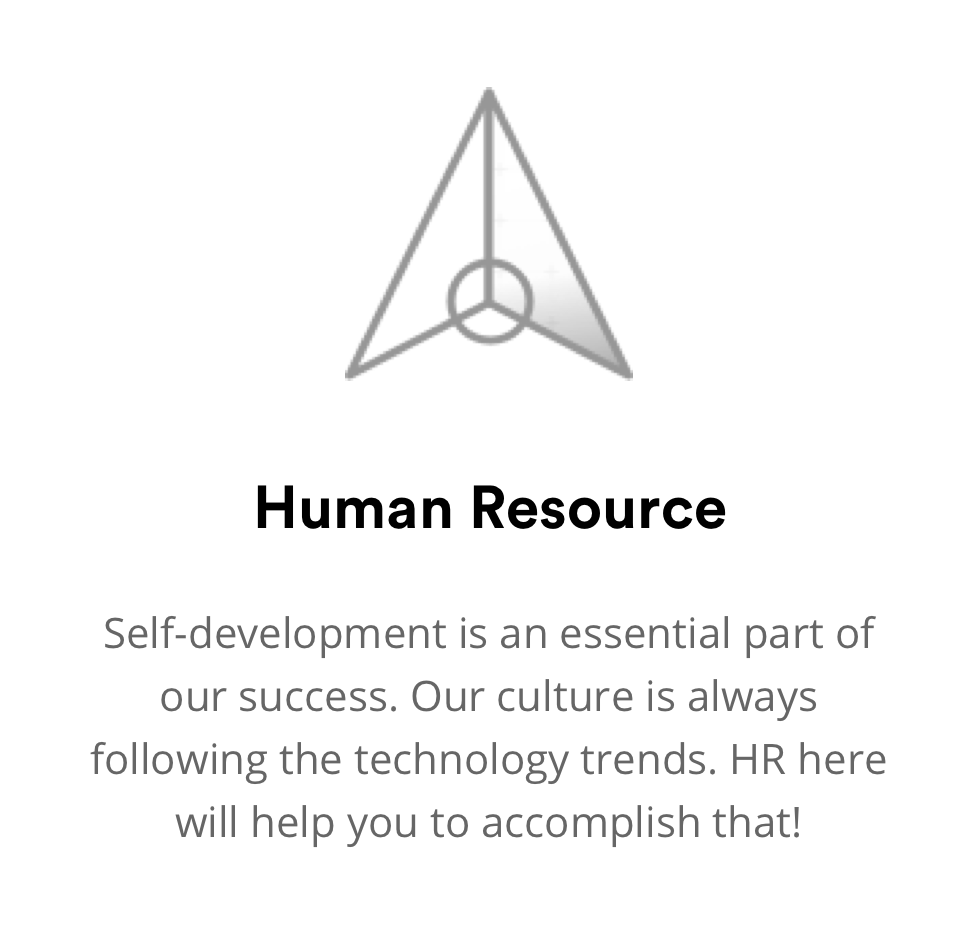 Human Resource
Self-development is an essential part of
our success. Our culture is always
following the technology trends. HR here
will help you to accomplish that!